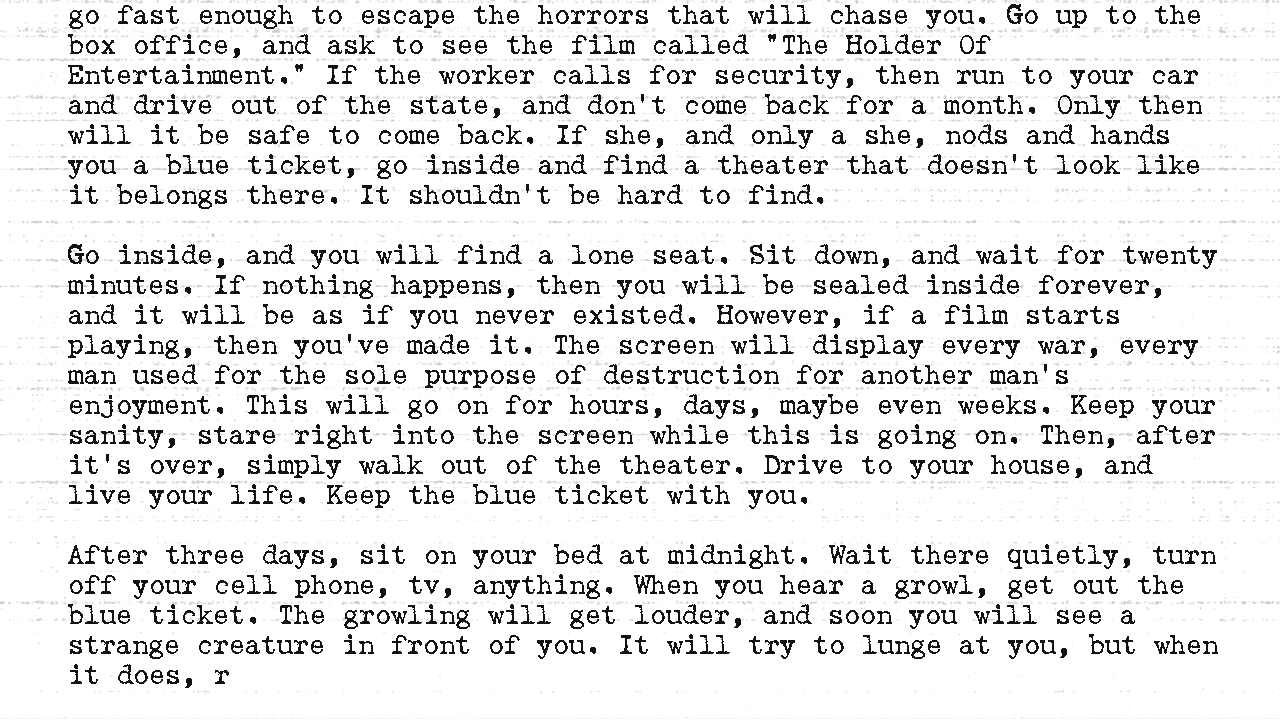 go fast enough to escape the horrors that will chase you. Go up to the
box office, and ask to see the film called "The Holder Of
Entertainment." If the worker calls for security, then run to your car
and drive out of the state, and don't come back for a month. Only then
will it be safe to come back. If she, and only a she, nods and hands
you a blue ticket, go inside and find a theater that doesn't look like
it belongs there. It shouldn't be hard to find.
Go inside, and you will find a lone seat. Sit down, and wait for twenty
minutes. If nothing happens, then you will be sealed inside forever,
and it will be as if you never existed. However, if a film starts
playing, then you've made it. The screen will display every war, every
man used for the sole purpose of destruction for another man's
enjoyment. This will go on for hours, days, maybe even weeks. Keep your
sanity, stare right into the screen while this is going on. Then, after
it's over, simply walk out of the theater. Drive to your house, and
live your life. Keep the blue ticket with you.
After three days, sit on your bed at midnight. Wait there quietly, turn
off your cell phone, tv, anything. When you hear a growl, get out the
blue ticket. The growling will get louder, and soon you will see a
strange creature in front of you. It will try to lunge at you, but when
it does, r